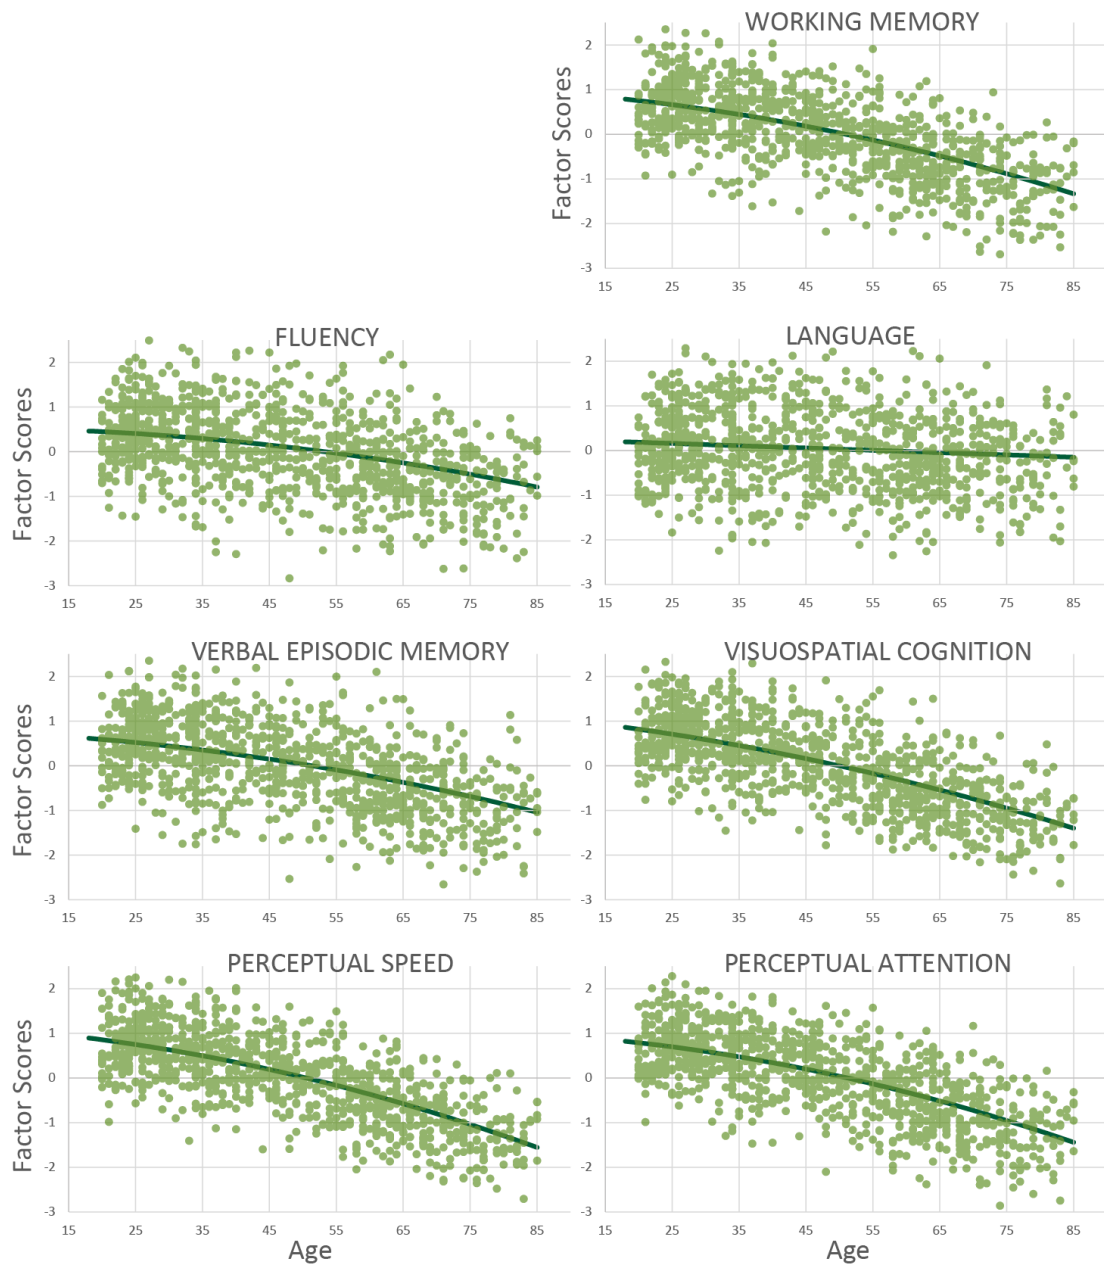 WORKING MEMORY
Factor Scores
2
1
0
-1
-2
-3
15 25 35 45 55 65 75 85
FLUENCY
Factor Scores
2
1
0
-1
-2
-3
15 25 35 45 55 65 75 85
LANGUAGE
2
1
0
-1
-2
-3
15 25 35 45 55 65 75 85
VERBAL EPISODIC MEMORY
Factor Scores
2
1
0
-1
-2
-3
15 25 35 45 55 65 75 85
VISUOSPATIAL COGNITION
2
1
0
-1
-2
-3
15 25 35 45 55 65 75 85
PERCEPTUAL SPEED
Factor Scores
2
1
0
-1
-2
-3
15 25 35 45 55 65 75 85
Age
PERCEPTUAL ATTENTION
2
1
0
-1
-2
-3
15 25 35 45 55 65 75 85
Age